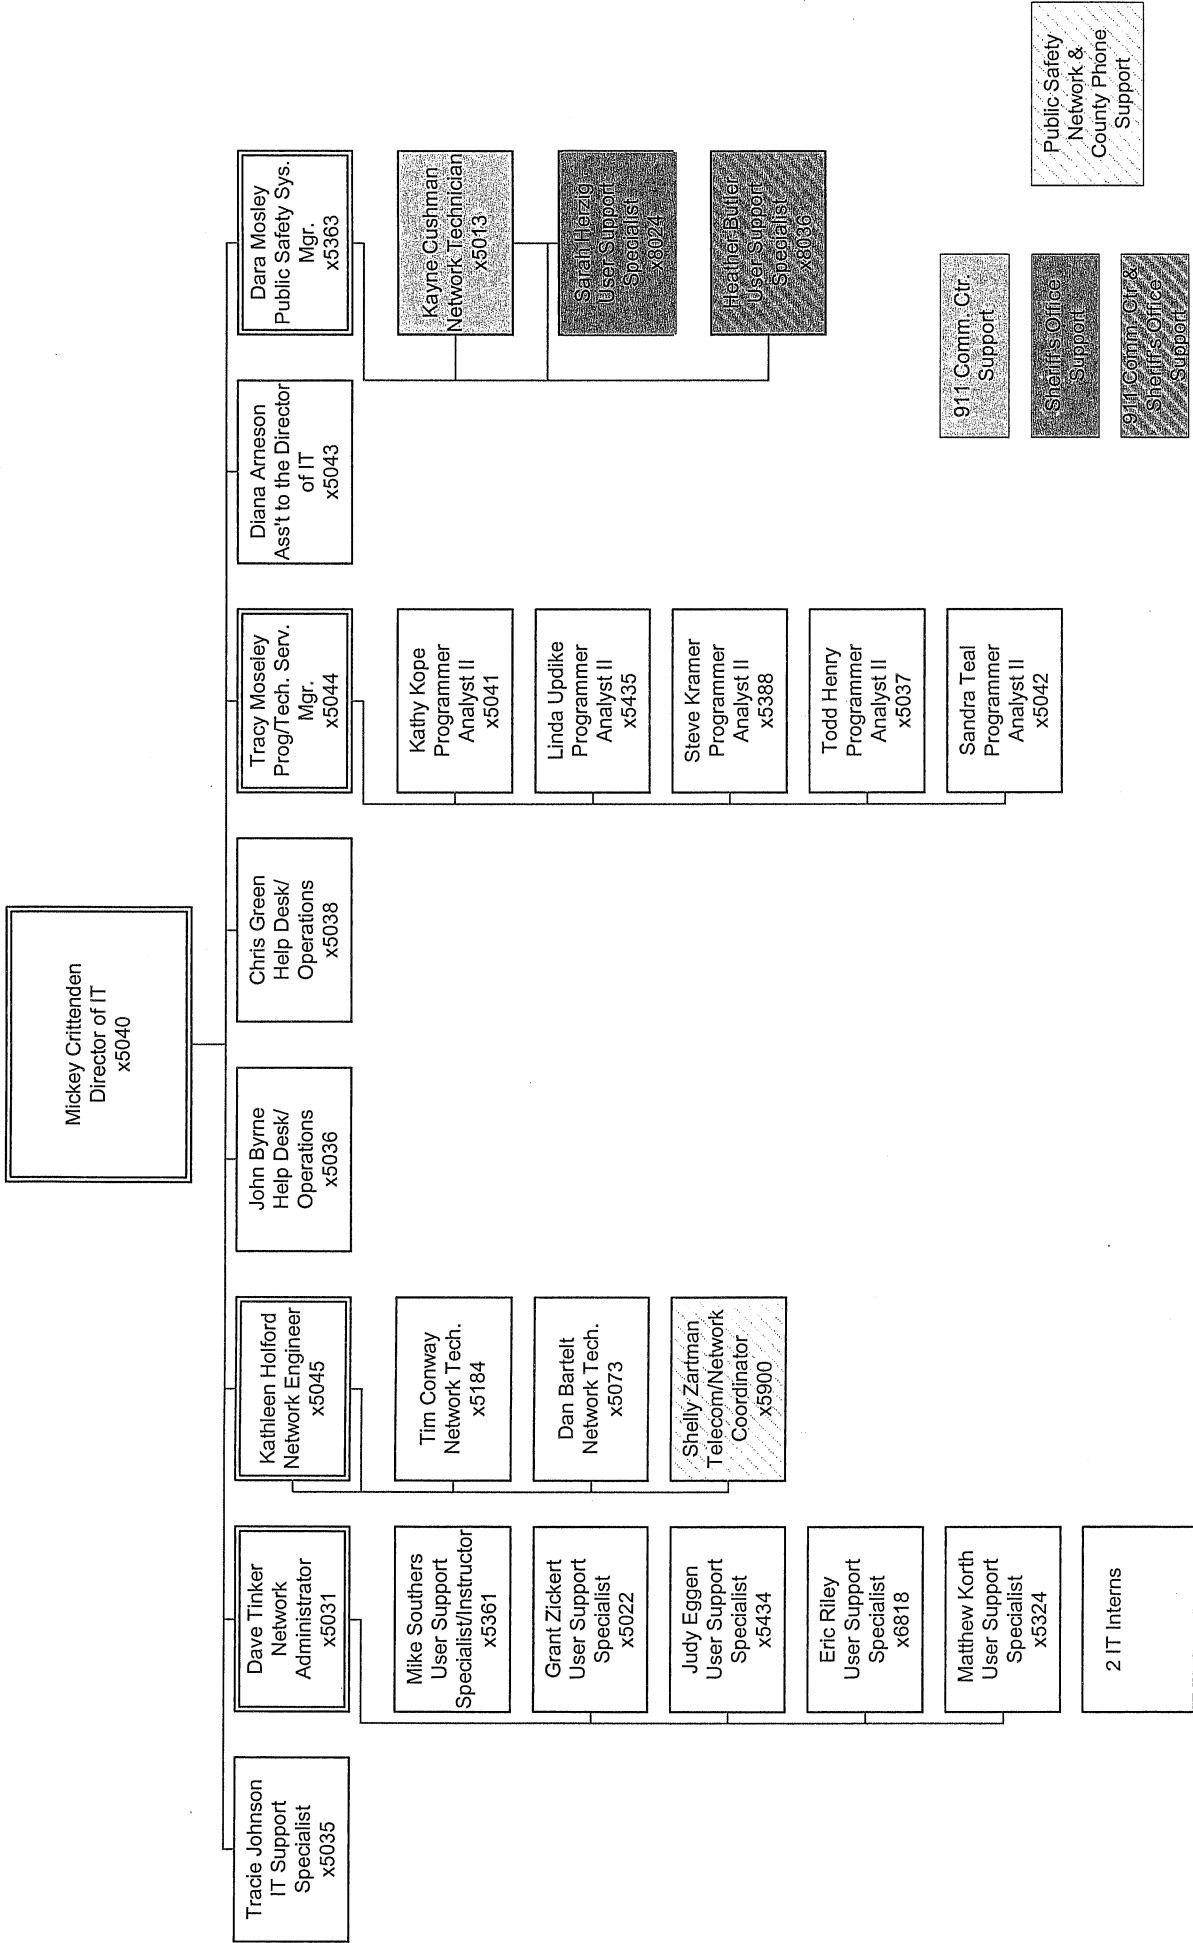 Mickey Crittenden
Director of IT
x5040
Tracie Johnson
IT Support
Specialist
x5035
Dave Tinker
Network
Administrator
x5031
Mike Southers
User Support
Specialist/Instructor
x5361
Grant Zickert
User Support
Specialist
x5022
Judy Eggen
User Support
Specialist
x5434
Eric Riley
User Support
Specialist
x6818
Matthew Korth
User Support
Specialist
x5324
2 IT Interns
Kathleen Holford
Network Engineer
x5045
Tim Conway
Network Tech.
x5184
Dan Bartelt
Network Tech.
x5073
Shelly Zartman
Telecom/Network
Coordinator
x5900
John Byrne
Help Desk/
Operations
x5036
Chris Green
Help Desk/
Operations
x5038
Tracy Moseley
Prog/Tech. Serv.
Mgr.
x5044
Kathy Kope
Programmer
Analyst II
x5041
Linda Updike
Programmer
Analyst II
x5435
Steve Kramer
Programmer
Analyst II
x5388
Todd Henry
Programmer
Analyst II
x5037
Sandra Teal
Programmer
Analyst II
x5042
Diana Arneson
Ass't to the Director
of IT
x5043
Dara Mosley
Public Safety Sys.
Mgr.
x5363
Kayne Cushman
Network Technician
x5013
Sarah Herzig
User Support
Specialist
x8024
Heather Butler
User Support
Specialist
x8036
911 Comm. Ctr.
Support
Sheriff's Office
Support
911 Comm. Ctr &
Sheriff's Office
Support
Public Safety
Network &
County Phone
Support